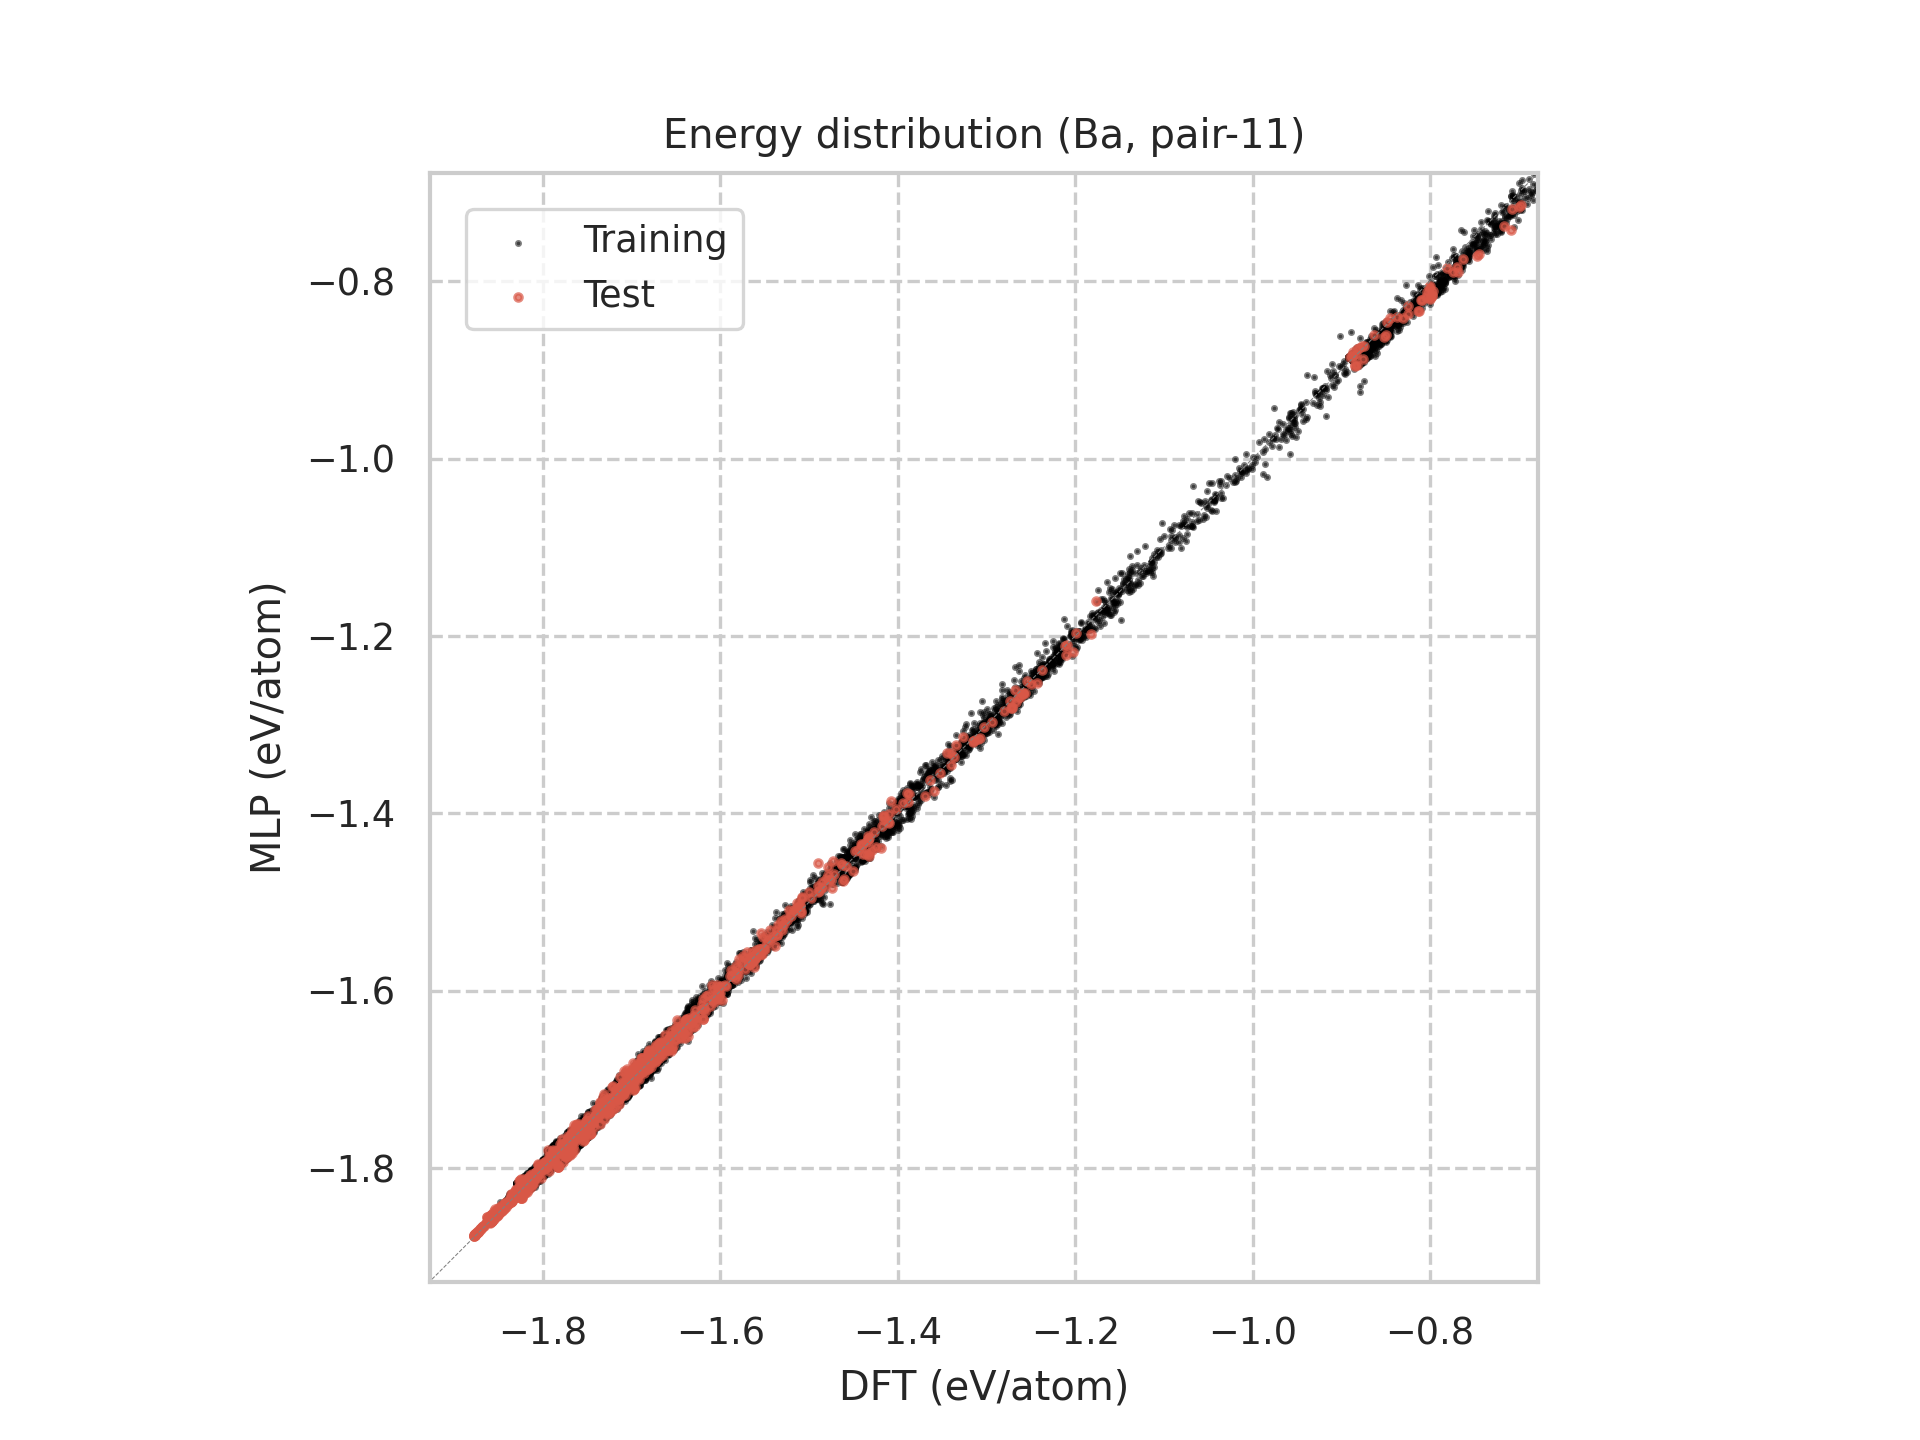 Energy distribution (Ba, pair-11)
Training
Test
−0.8
−1.0
−1.2
−1.4
−1.6
−1.8
MLP (eV/atom)
−1.8 −1.6 −1.4 −1.2 −1.0 −0.8
DFT (eV/atom)